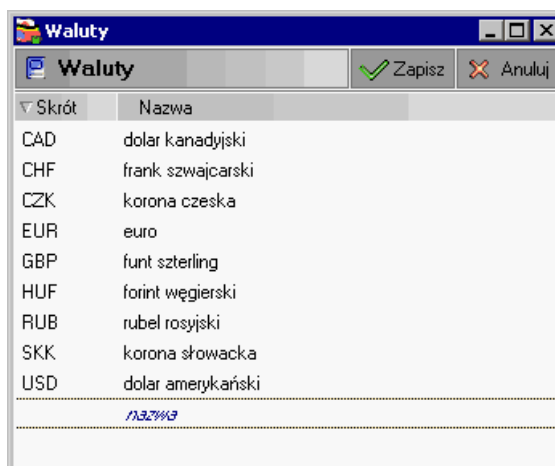 Waluty
Waluty Zapisz Anuluj
Skrót Nazwa
CAD dolar kanadyjski
CHF frank szwajcarski
CZK korona czeska
EUR euro
GBP funt szterling
HUF forint węgierski
RUB rubel rosyjski
SKK korona słowacka
USD dolar amerykański
nazwa